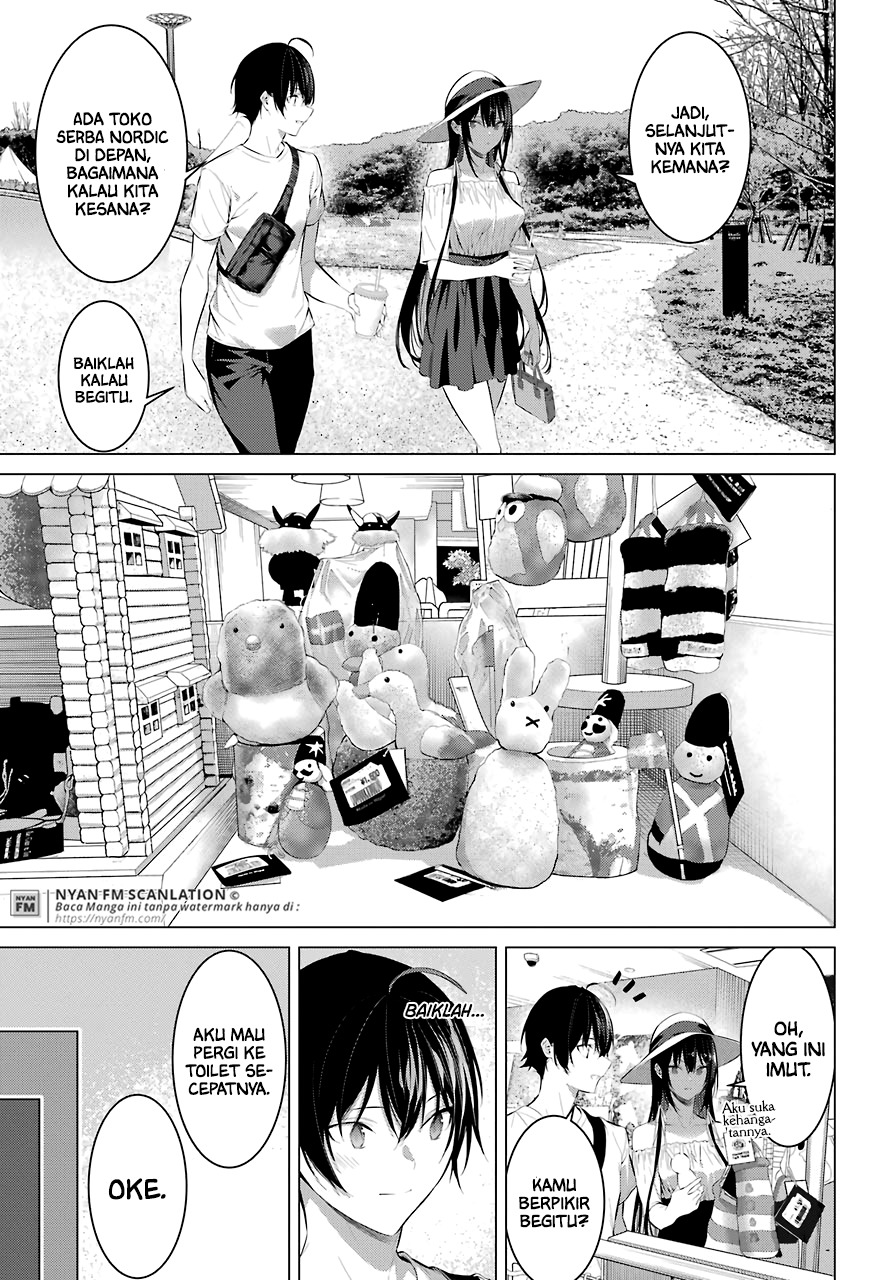 JADI,
SELANJUT-
NYA KITA
KEMANA?
ADA TOKO
SERBA NORDIC
DI DEPAN,
BAGAIMANA
KALAU KITA
KESANA?
BAIKLAH
KALAU
BEGITU.
NYAN
FM
NYAN FM SCANLATION ©
Baca Manga ini tanpa watermark hanya di :
https://nyanfm.com/
OH,
YANG INI
IMUT.
Aku suka
kehanga-
tannya.
KAMU
BERPIKIR
BEGITU?
BAIKLAH...
AKU MAU
PERGI KE
TOILET SE-
CEPATNYA.
OKE.